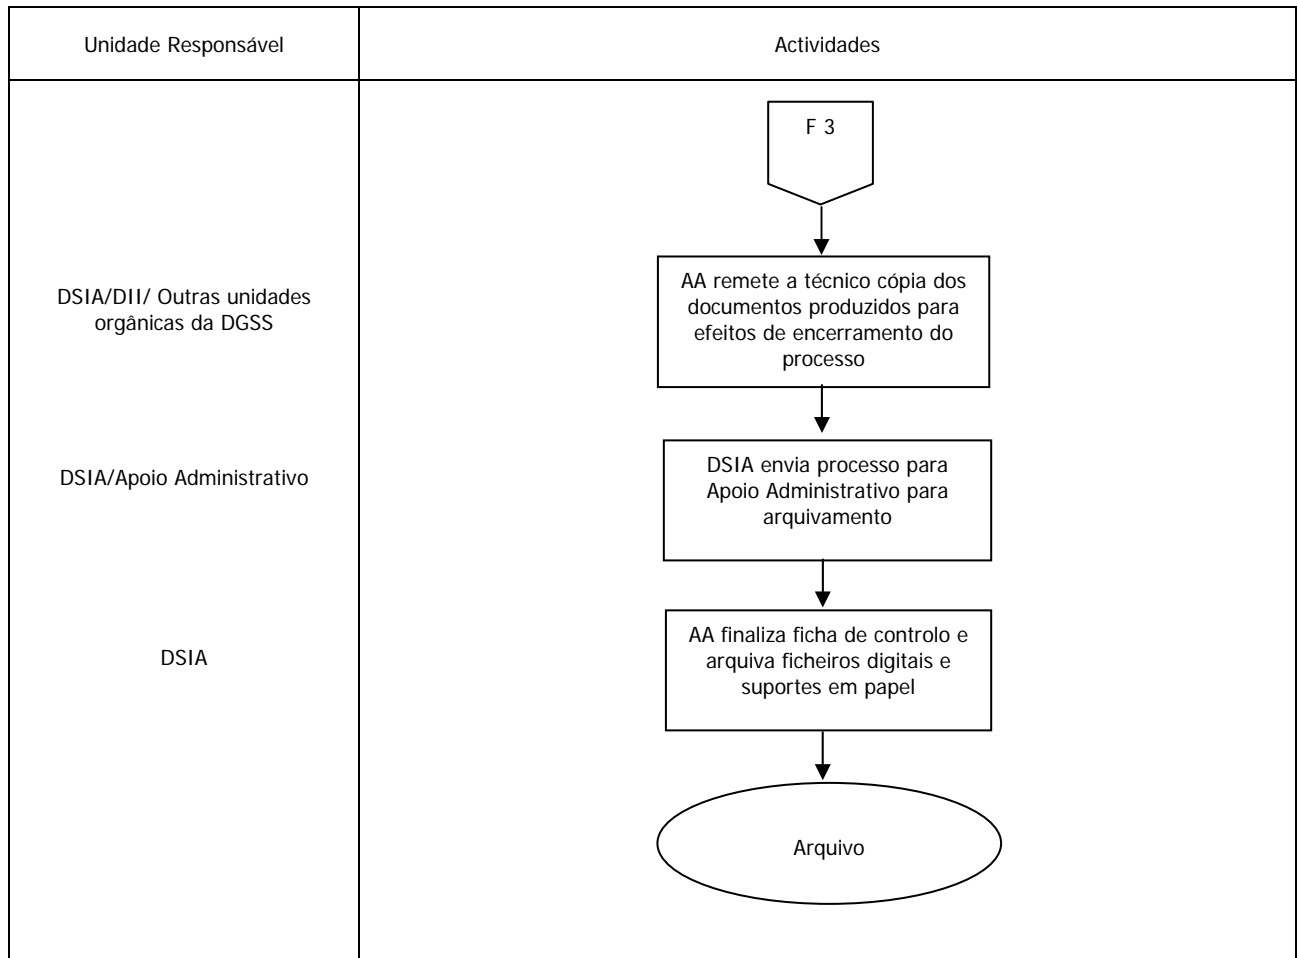 Unidade Responsável
Actividades
F 3
DSIA/DII/ Outras unidades
orgânicas da DGSS
AA remete a técnico cópia dos
documentos produzidos para
efeitos de encerramento do
processo
DSIA/Apoio Administrativo
DSIA envia processo para
Apoio Administrativo para
arquivamento
DSIA
AA finaliza ficha de controlo e
arquiva ficheiros digitais e
suportes em papel
Arquivo